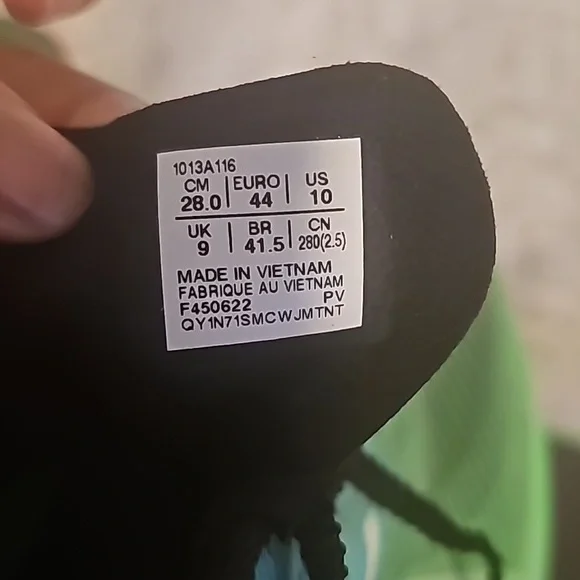 1013A116
CM | EURO | US
28.0 | 44 | 10
UK | BR | CN
9 | 41.5 | 280(2.5)
MADE IN VIETNAM
FABRIQUE AU VIETNAM
F450622 PV
QY1N71SMCWJMTNT